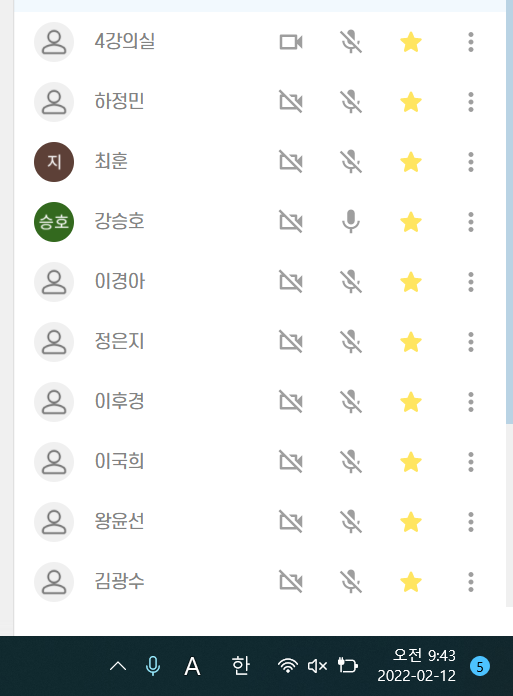 4강의실
하정민
지 최훈
승호 강승호
이경아
정은지
이후경
이국희
왕윤선
김광수
A 한 오전 9:43 5
2022-02-12